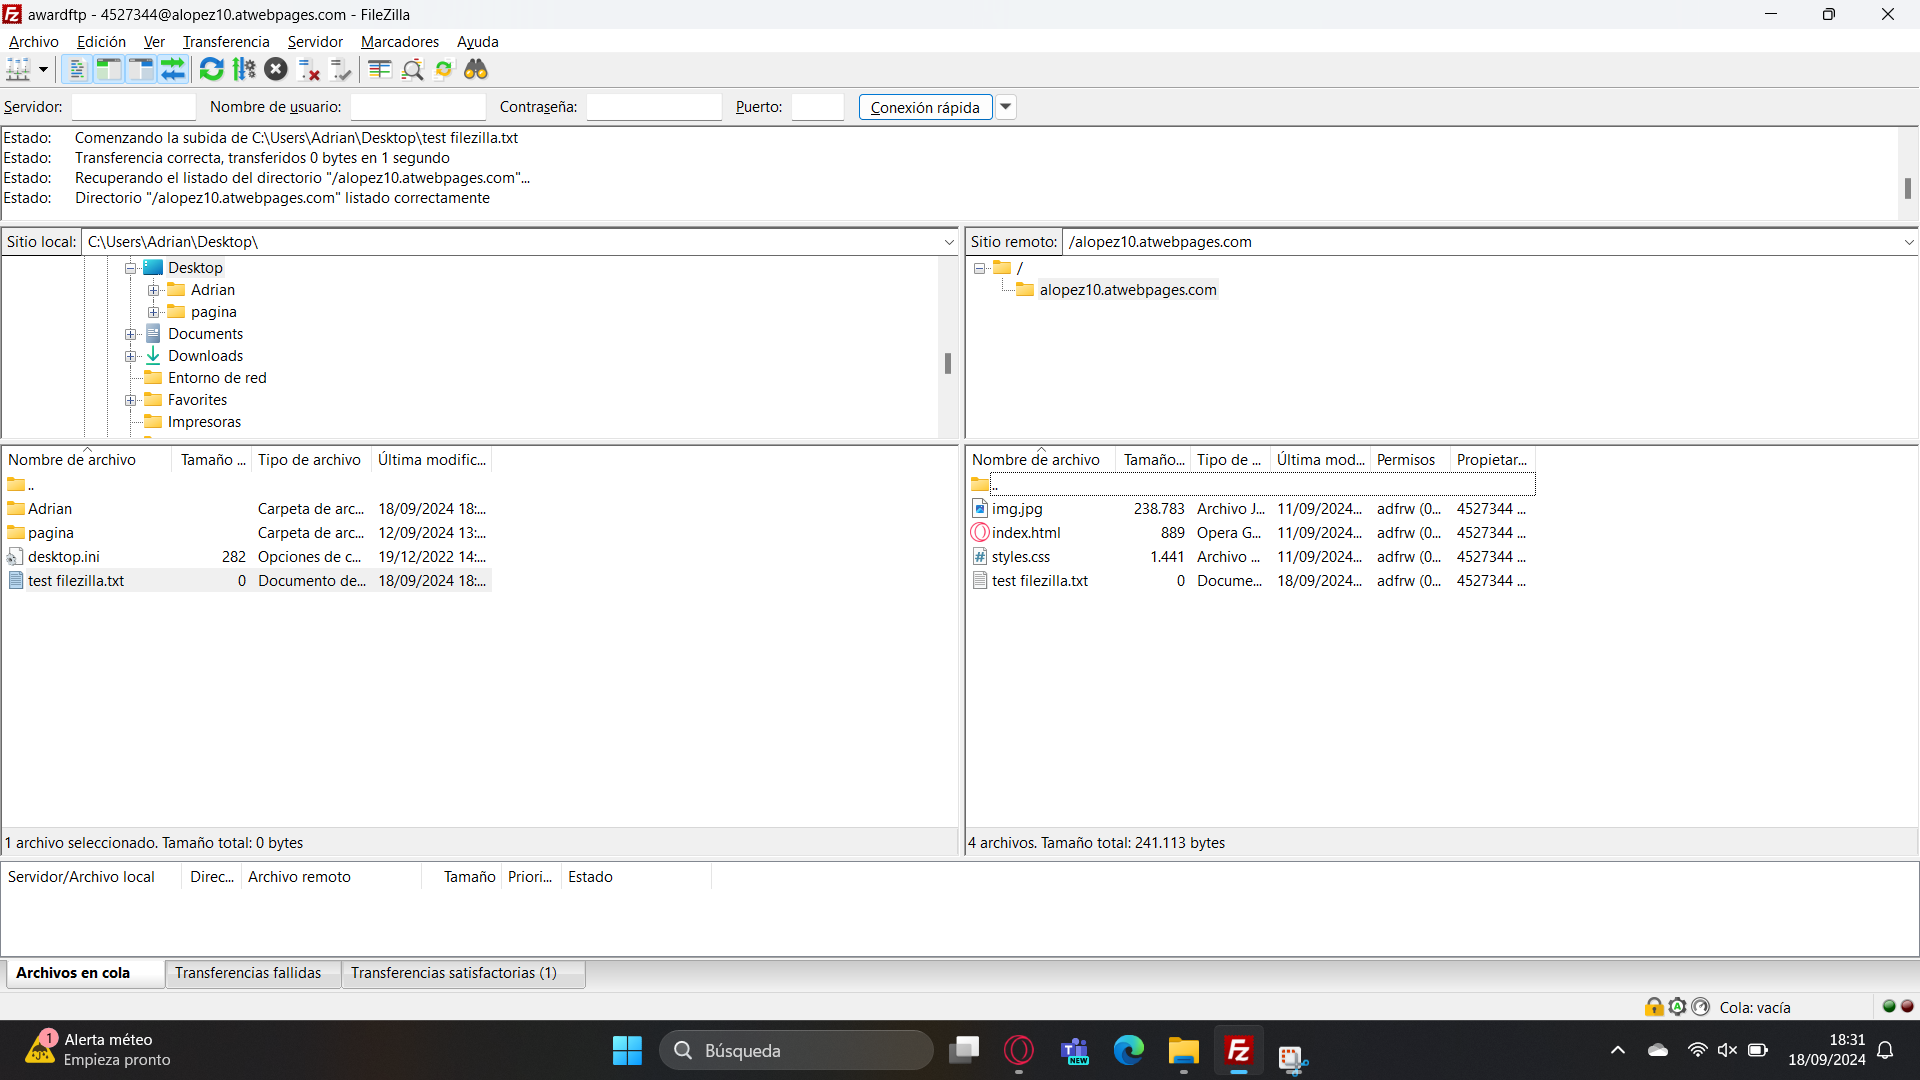 awardftp - 4527344@alopez10.atwebpages.com - FileZilla
Archivo Edición Ver Transferencia Servidor Marcadores Ayuda
Servidor: Nombre de usuario: Contraseña: Puerto: Conexión rápida
Estado: Comenzando la subida de C:\Users\Adrian\Desktop\test filezilla.txt
Estado: Transferencia correcta, transferidos 0 bytes en 1 segundo
Estado: Recuperando el listado del directorio "/alopez10.atwebpages.com"...
Estado: Directorio "/alopez10.atwebpages.com" listado correctamente
Sitio local: C:\Users\Adrian\Desktop\
Desktop
Adrian
pagina
Documents
Downloads
Entorno de red
Favorites
Impresoras
Sitio remoto: /alopez10.atwebpages.com
/
alopez10.atwebpages.com
Nombre de archivo Tamaño ... Tipo de archivo Última modific...
..
Adrian Carpeta de arc... 18/09/2024 18:...
pagina Carpeta de arc... 12/09/2024 13:...
desktop.ini 282 Opciones de c... 19/12/2022 14:...
test filezilla.txt 0 Documento de... 18/09/2024 18:...
1 archivo seleccionado. Tamaño total: 0 bytes
Nombre de archivo Tamaño... Tipo de ... Última mod... Permisos Propietar...
..
img.jpg 238.783 Archivo J... 11/09/2024... adfrw (0... 4527344 ...
index.html 889 Opera G... 11/09/2024... adfrw (0... 4527344 ...
styles.css 1.441 Archivo ... 11/09/2024... adfrw (0... 4527344 ...
test filezilla.txt 0 Docume... 18/09/2024... adfrw (0... 4527344 ...
4 archivos. Tamaño total: 241.113 bytes
Servidor/Archivo local Direc... Archivo remoto Tamaño Priori... Estado
Archivos en cola Transferencias fallidas Transferencias satisfactorias (1)
Cola: vacía
1
Alerta méteo
Empieza pronto
Búsqueda
NEW
18:31
18/09/2024